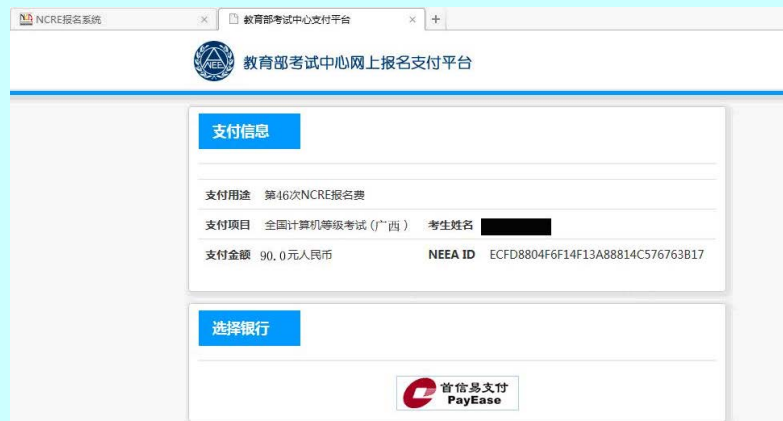 NCRE报名系统
教育部考试中心支付平台
教育部考试中心网上报名支付平台
支付信息
支付用途 第46次NCRE报名费
支付项目 全国计算机等级考试(广西) 考生姓名
支付金额 90.0元人民币 NEEA ID ECFD8804F6F14F13A88814C576763B17
选择银行
首信易支付
PayEase